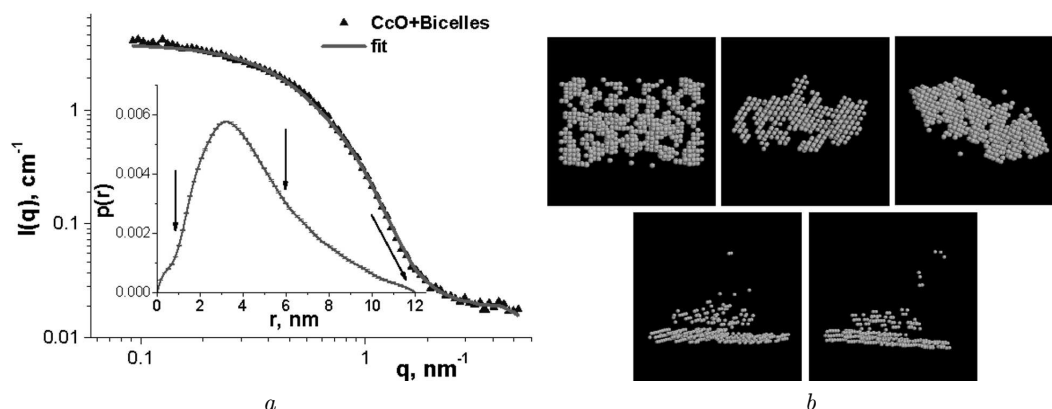 CcO+Bicelles
fit
I(q), cm⁻¹
1
0.1
0.01
p(r)
0.006
0.004
0.002
0.000
0 2 4 6 8 10 12
r, nm
0.1 1
q, nm⁻¹
a b